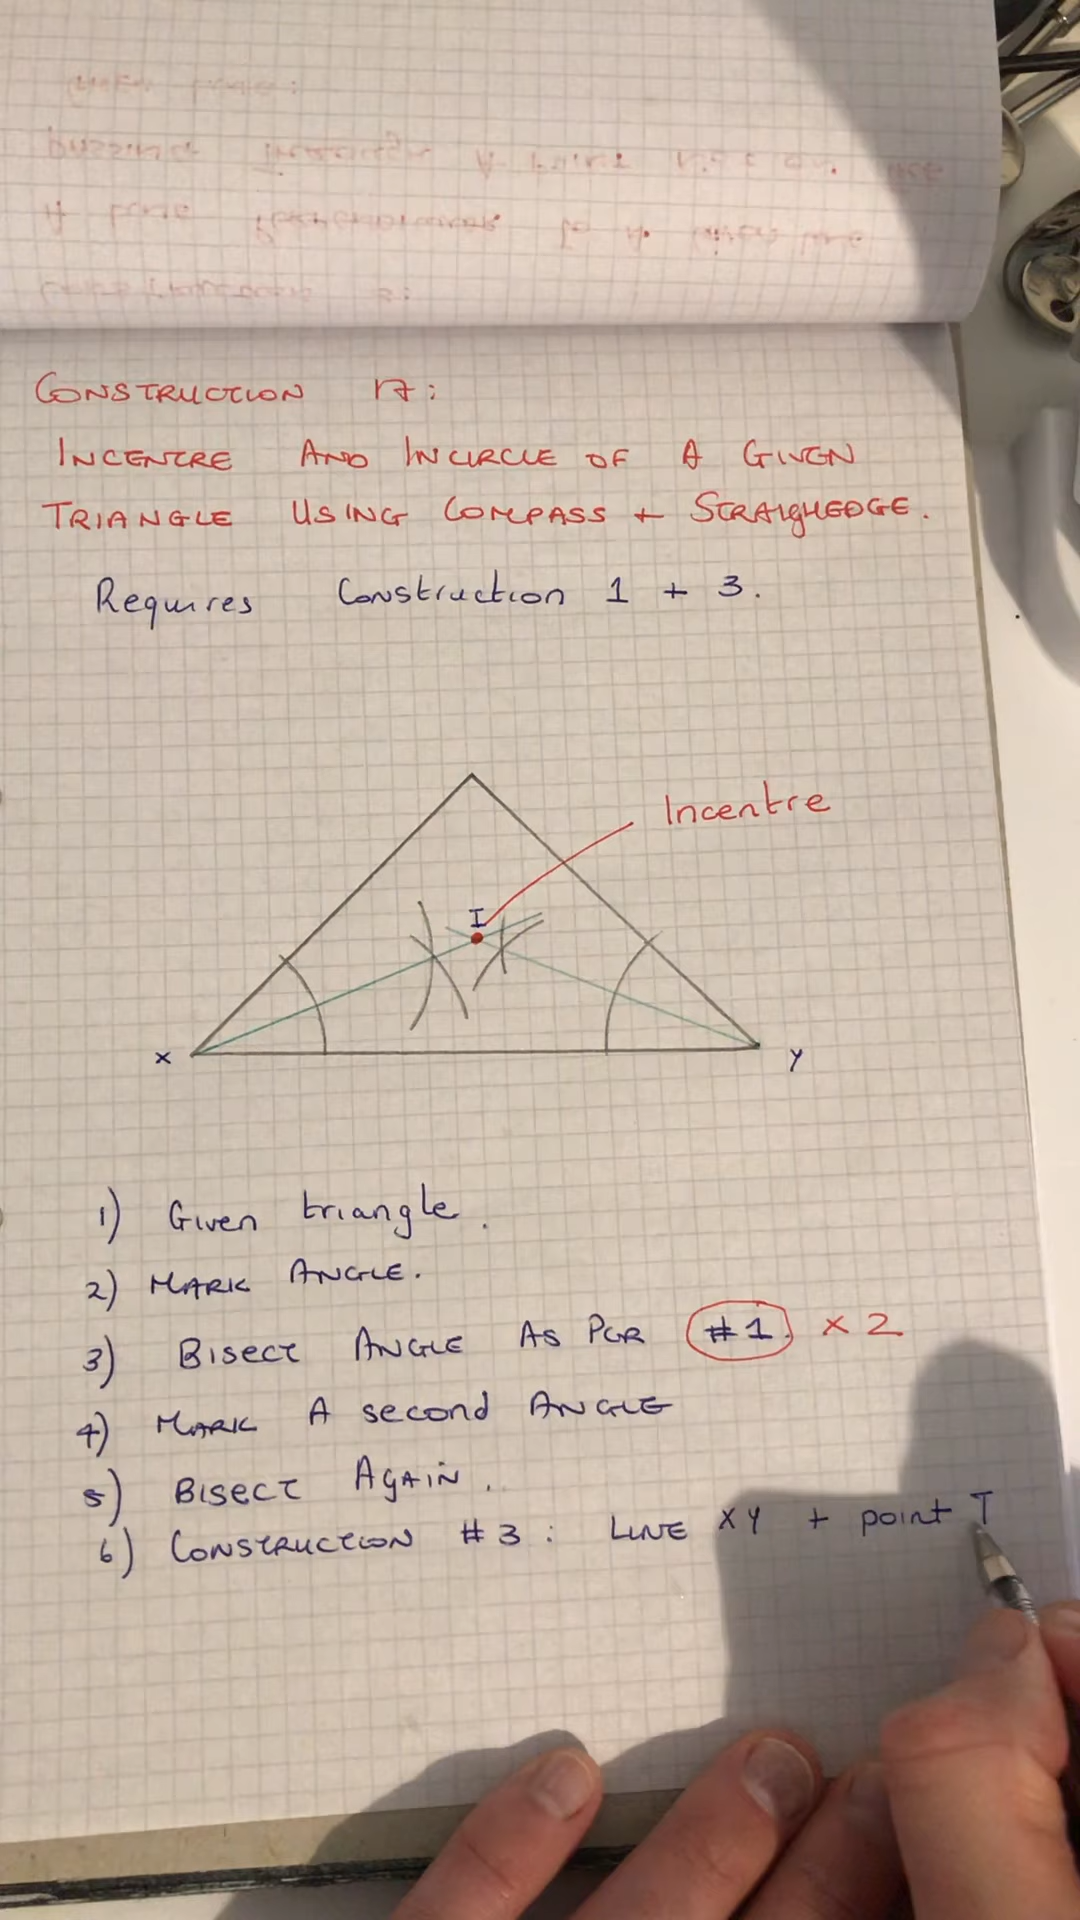 CONSTRUCTION 17:
INCENTRE AND INCIRCLE OF A GIVEN
TRIANGLE USING COMPASS + STRAIGHEDGE.
Requires Construction 1 + 3.
Incentre
I
X
Y
1) Given triangle.
2) MARK ANGLE.
3) BISECT ANGLE AS PER #1. x 2
4) MARK A second ANGLE
5) BISECT AGAIN.
6) CONSTRUCTION #3: LINE XY + point I